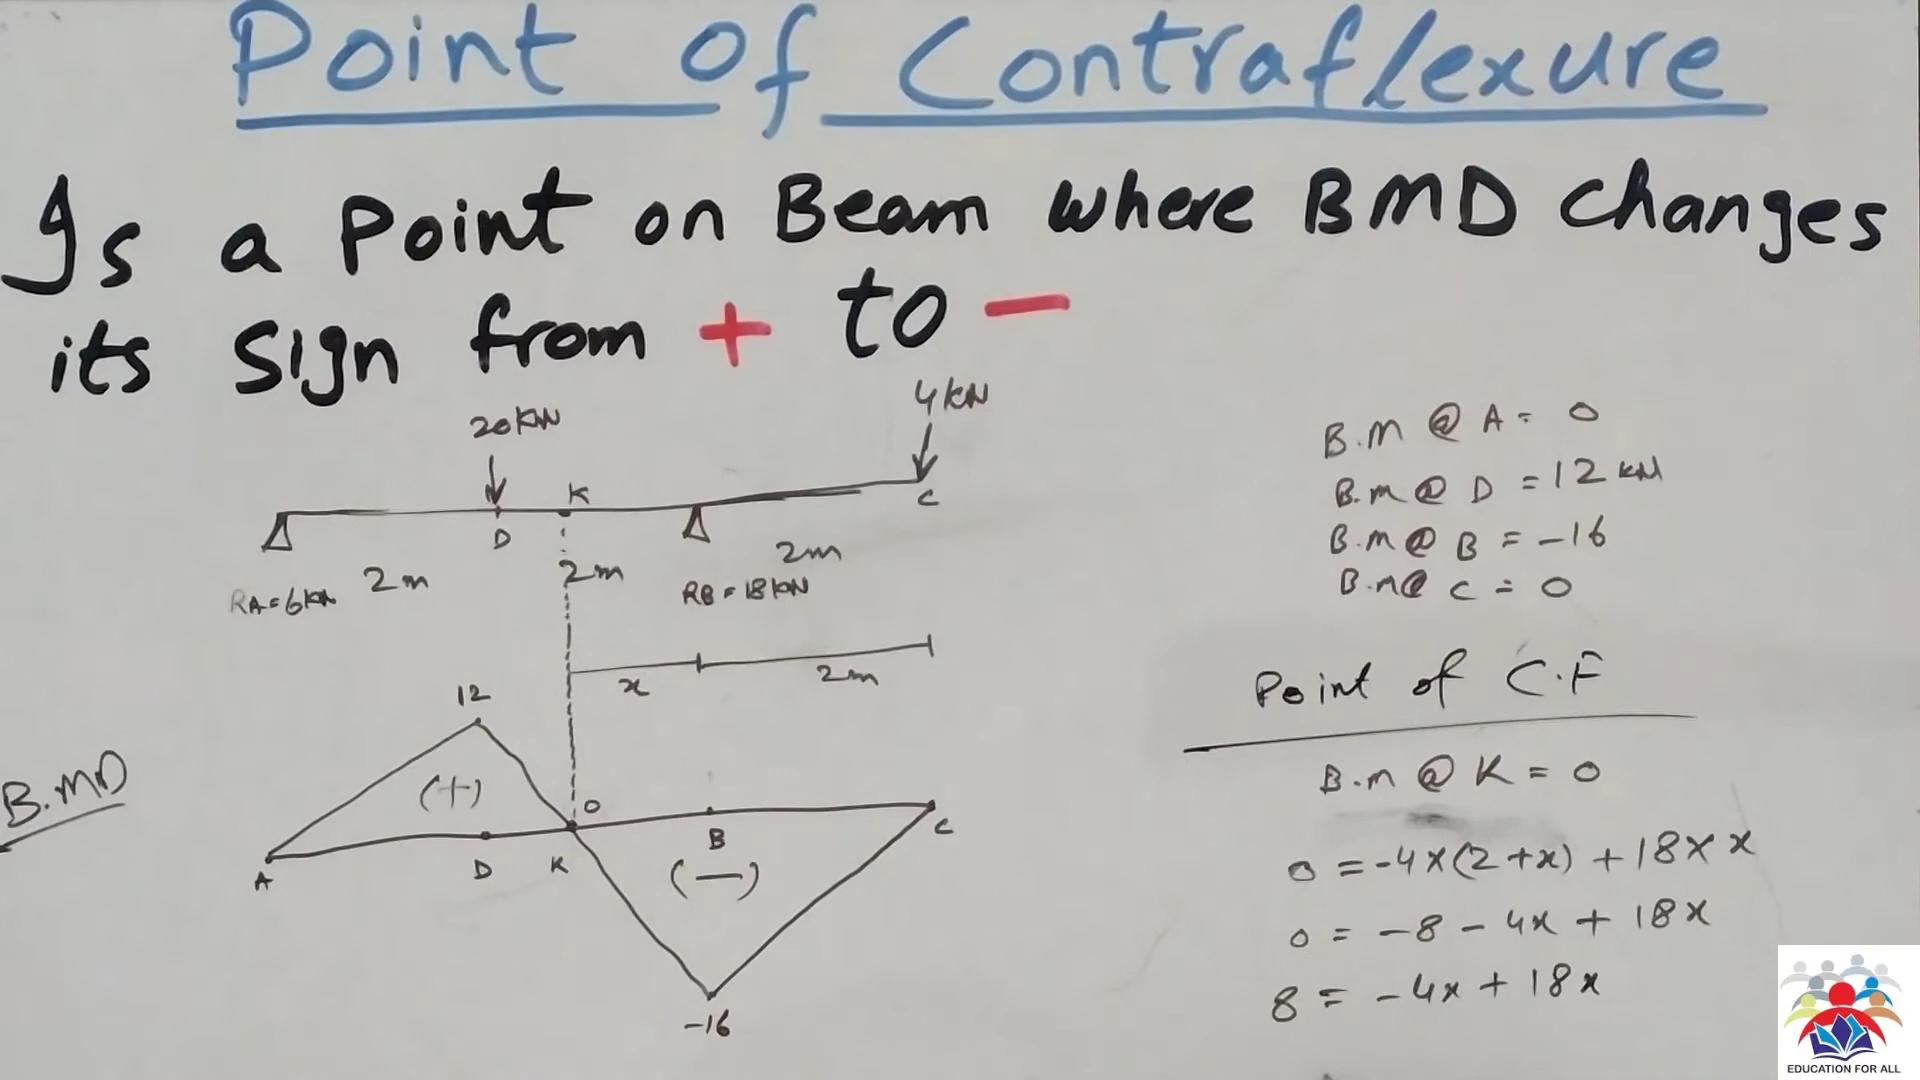 Point of Contraflexure
Is a Point on Beam where BMD changes
its Sign from + to -
20KN
4KN
K
D
C
2m
2m
2m
RA=6KN
RB=18KN
x
2m
B.MD
12
(+)
0
A
D
K
B
C
(-)
-16
B.M @ A = 0
B.M @ D = 12 KM
B.M @ B = -16
B.M @ C = 0
Point of C.F
B.M @ K = 0
0 = -4×(2+x) + 18×x
0 = -8 - 4x + 18x
8 = -4x + 18x
EDUCATION FOR ALL